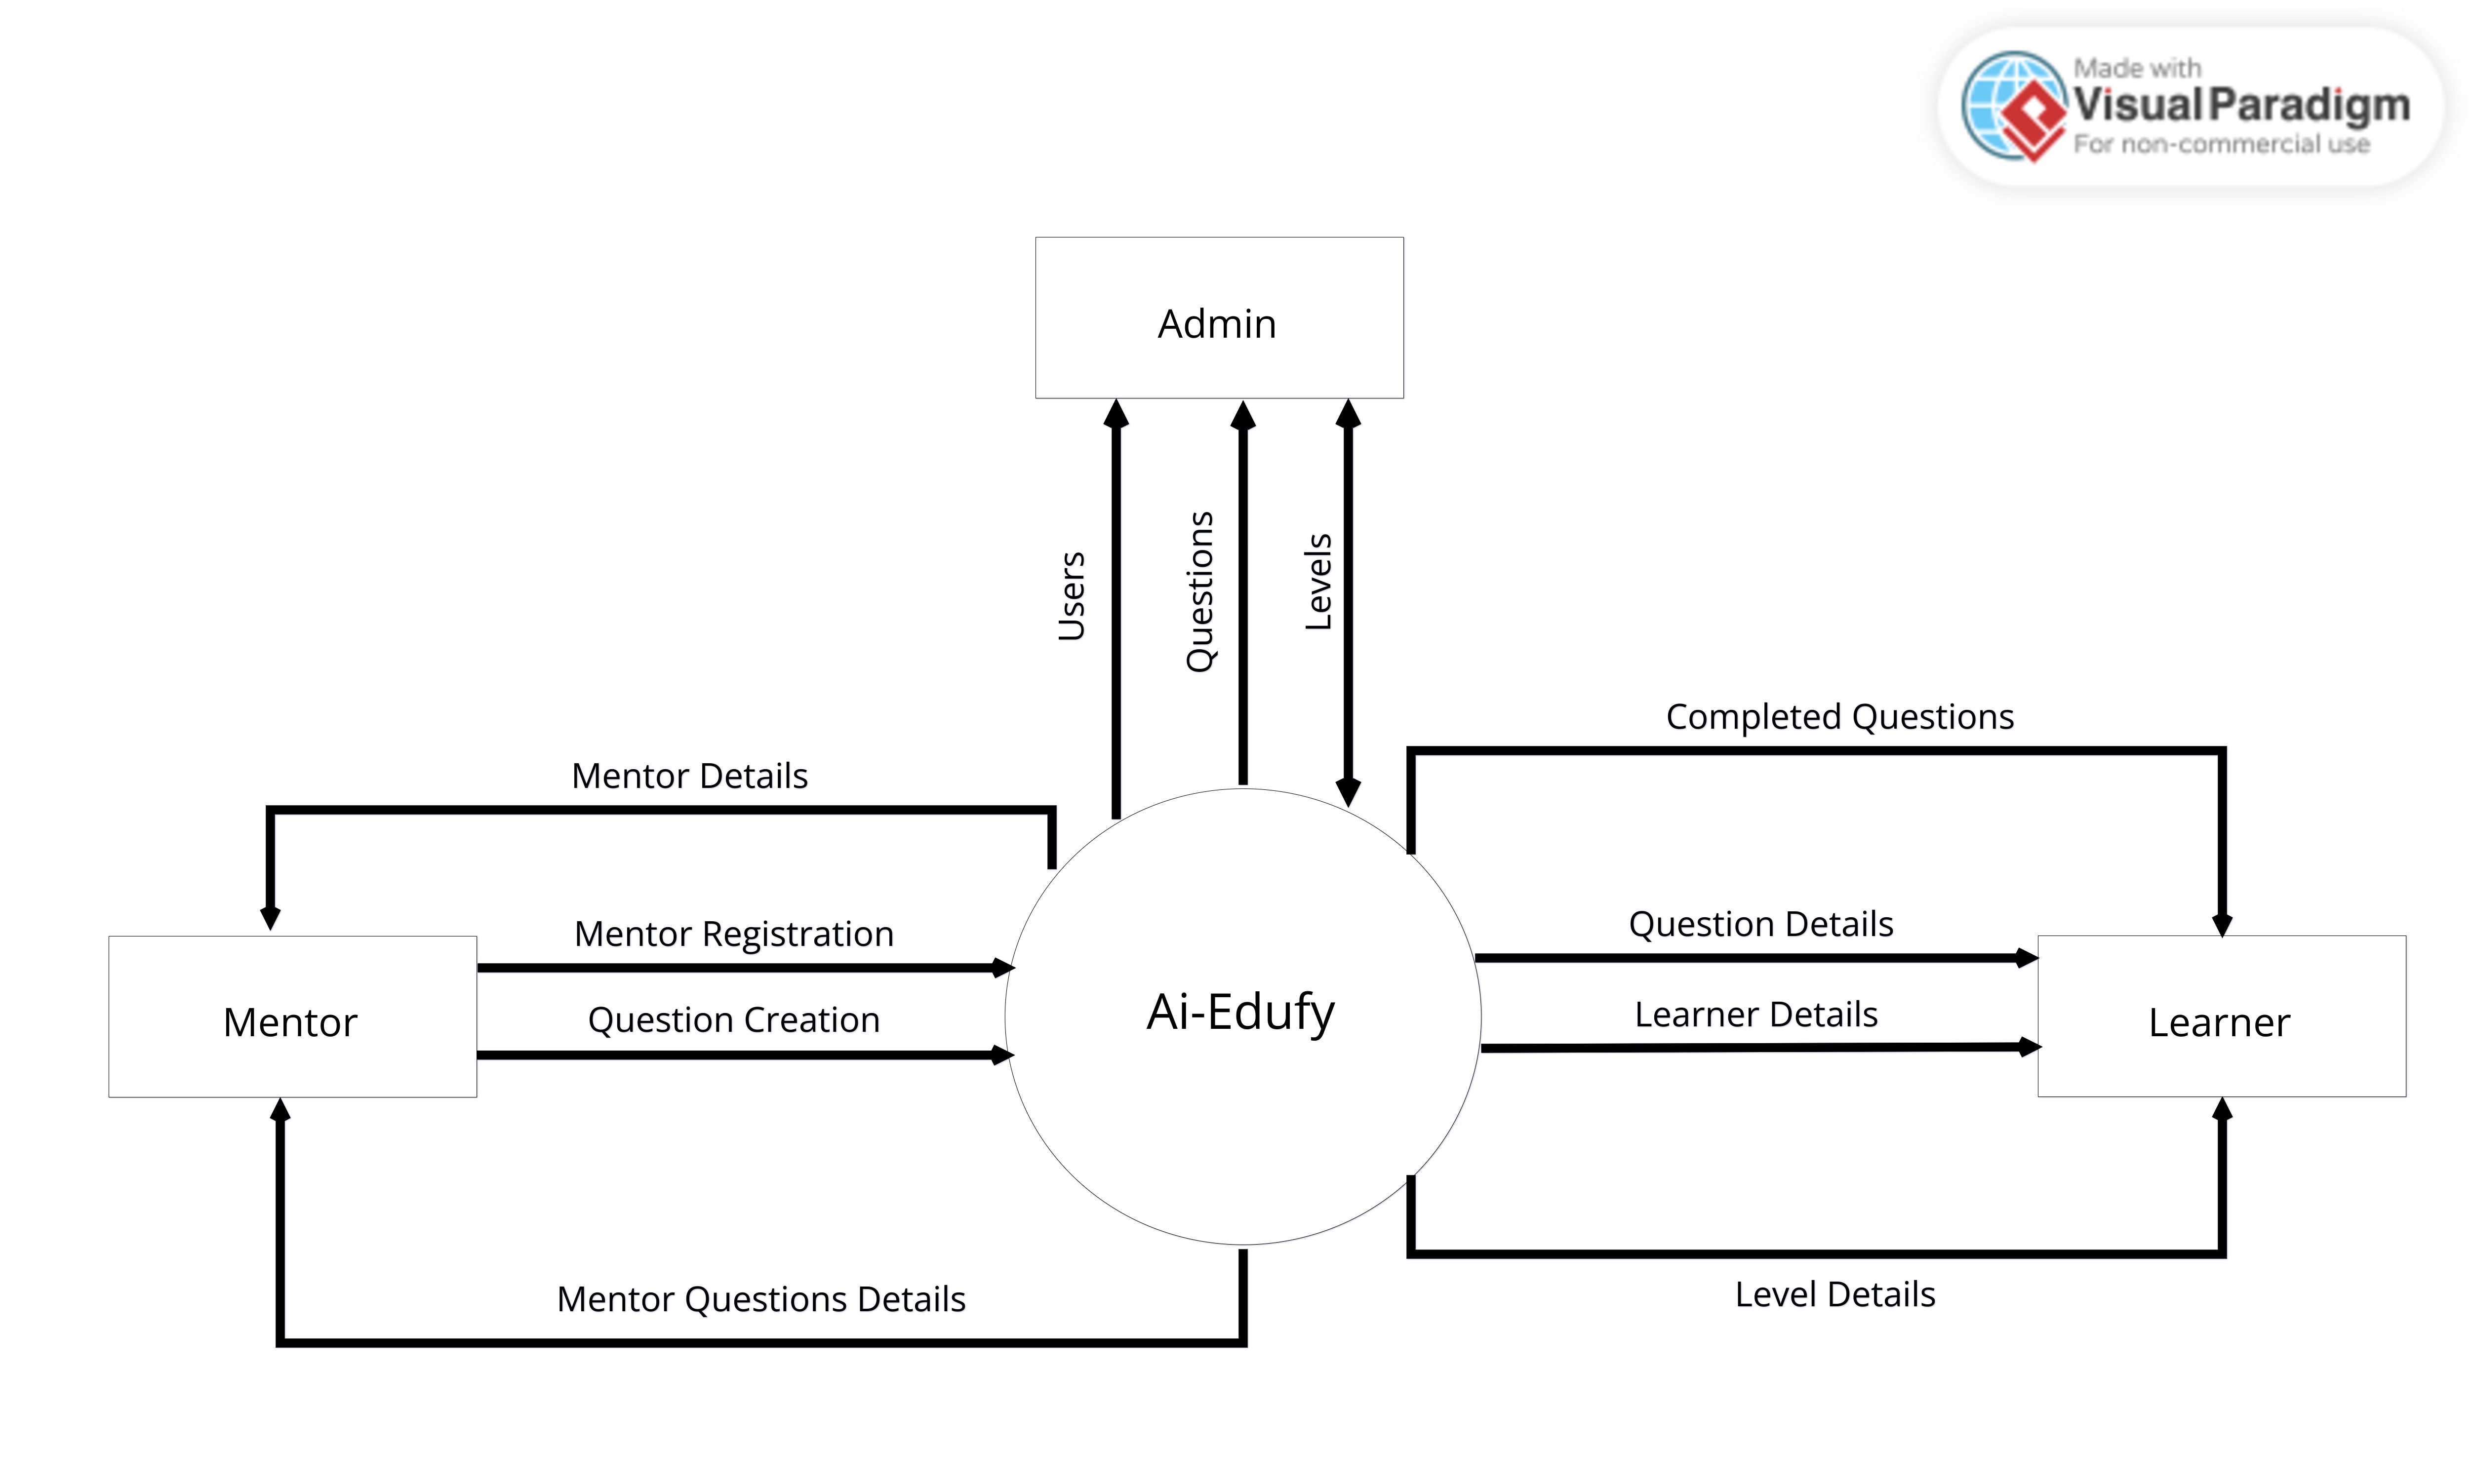 Made with
Visual Paradigm
For non-commercial use
Admin
Users
Questions
Levels
Completed Questions
Mentor Details
Mentor Registration
Question Details
Question Creation
Ai-Edufy
Learner Details
Mentor
Learner
Mentor Questions Details
Level Details